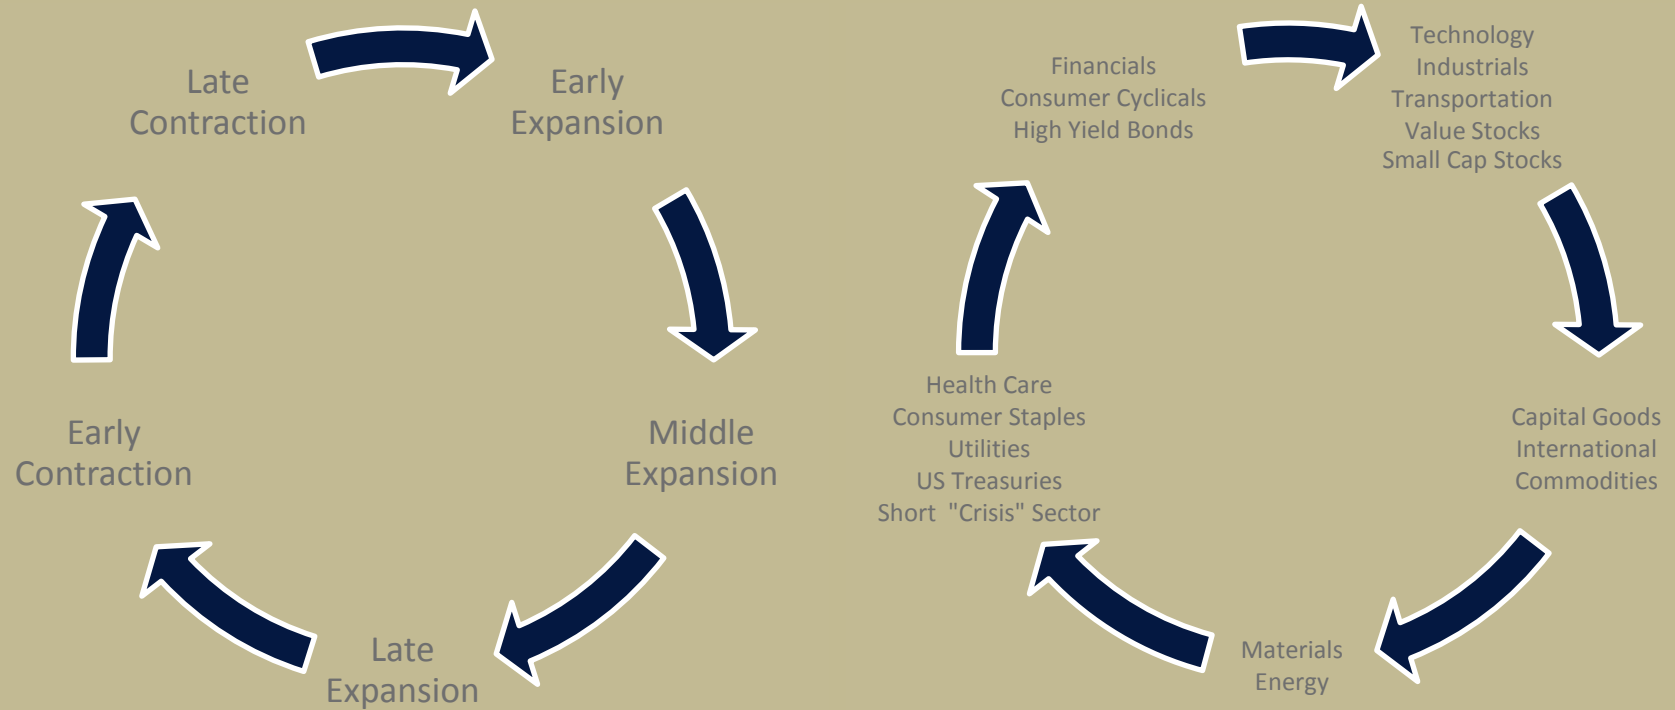 Late
Contraction
Early
Expansion
Middle
Expansion
Late
Expansion
Early
Contraction
Financials
Consumer Cyclicals
High Yield Bonds
Technology
Industrials
Transportation
Value Stocks
Small Cap Stocks
Capital Goods
International
Commodities
Materials
Energy
Health Care
Consumer Staples
Utilities
US Treasuries
Short "Crisis" Sector